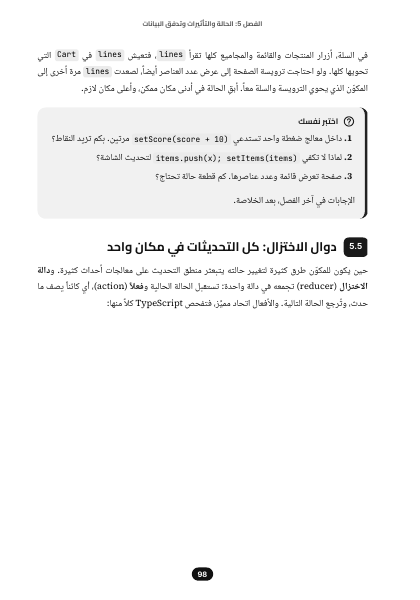 الفصل 5: الحالة والتأثيرات وتدفق البيانات
في السلة، أزرار المنتجات والقائمة والمجاميع كلها تقرأ lines، فتعيش lines في Cart التي
تحويها كلها. ولو احتاجت ترويسة الصفحة إلى عرض عدد العناصر أيضاً، لصعدت lines مرة أخرى إلى
المكوّن الذي يحوي الترويسة والسلة معاً. أبقِ الحالة في أدنى مكان ممكن، وأعلى مكان لازم.
اختبر نفسك
1. داخل معالج ضغطة واحد تستدعي setScore(score + 10) مرتين. بكم تزيد النقاط؟
2. لماذا لا تكفي items.push(x); setItems(items) لتحديث الشاشة؟
3. صفحة تعرض قائمة وعدد عناصرها. كم قطعة حالة تحتاج؟
الإجابات في آخر الفصل، بعد الخلاصة.
5.5 دوال الاختزال: كل التحديثات في مكان واحد
حين يكون للمكوّن طرق كثيرة لتغيير حالته يتبعثر منطق التحديث على معالجات أحداث كثيرة. ودالة
الاختزال (reducer) تجمعه في دالة واحدة: تستقبل الحالة الحالية وفعلاً (action)، أي كائناً يصف ما
حدث، وتُرجع الحالة التالية. والأفعال اتحاد مميَّز، فتفحص TypeScript كلاً منها:
98